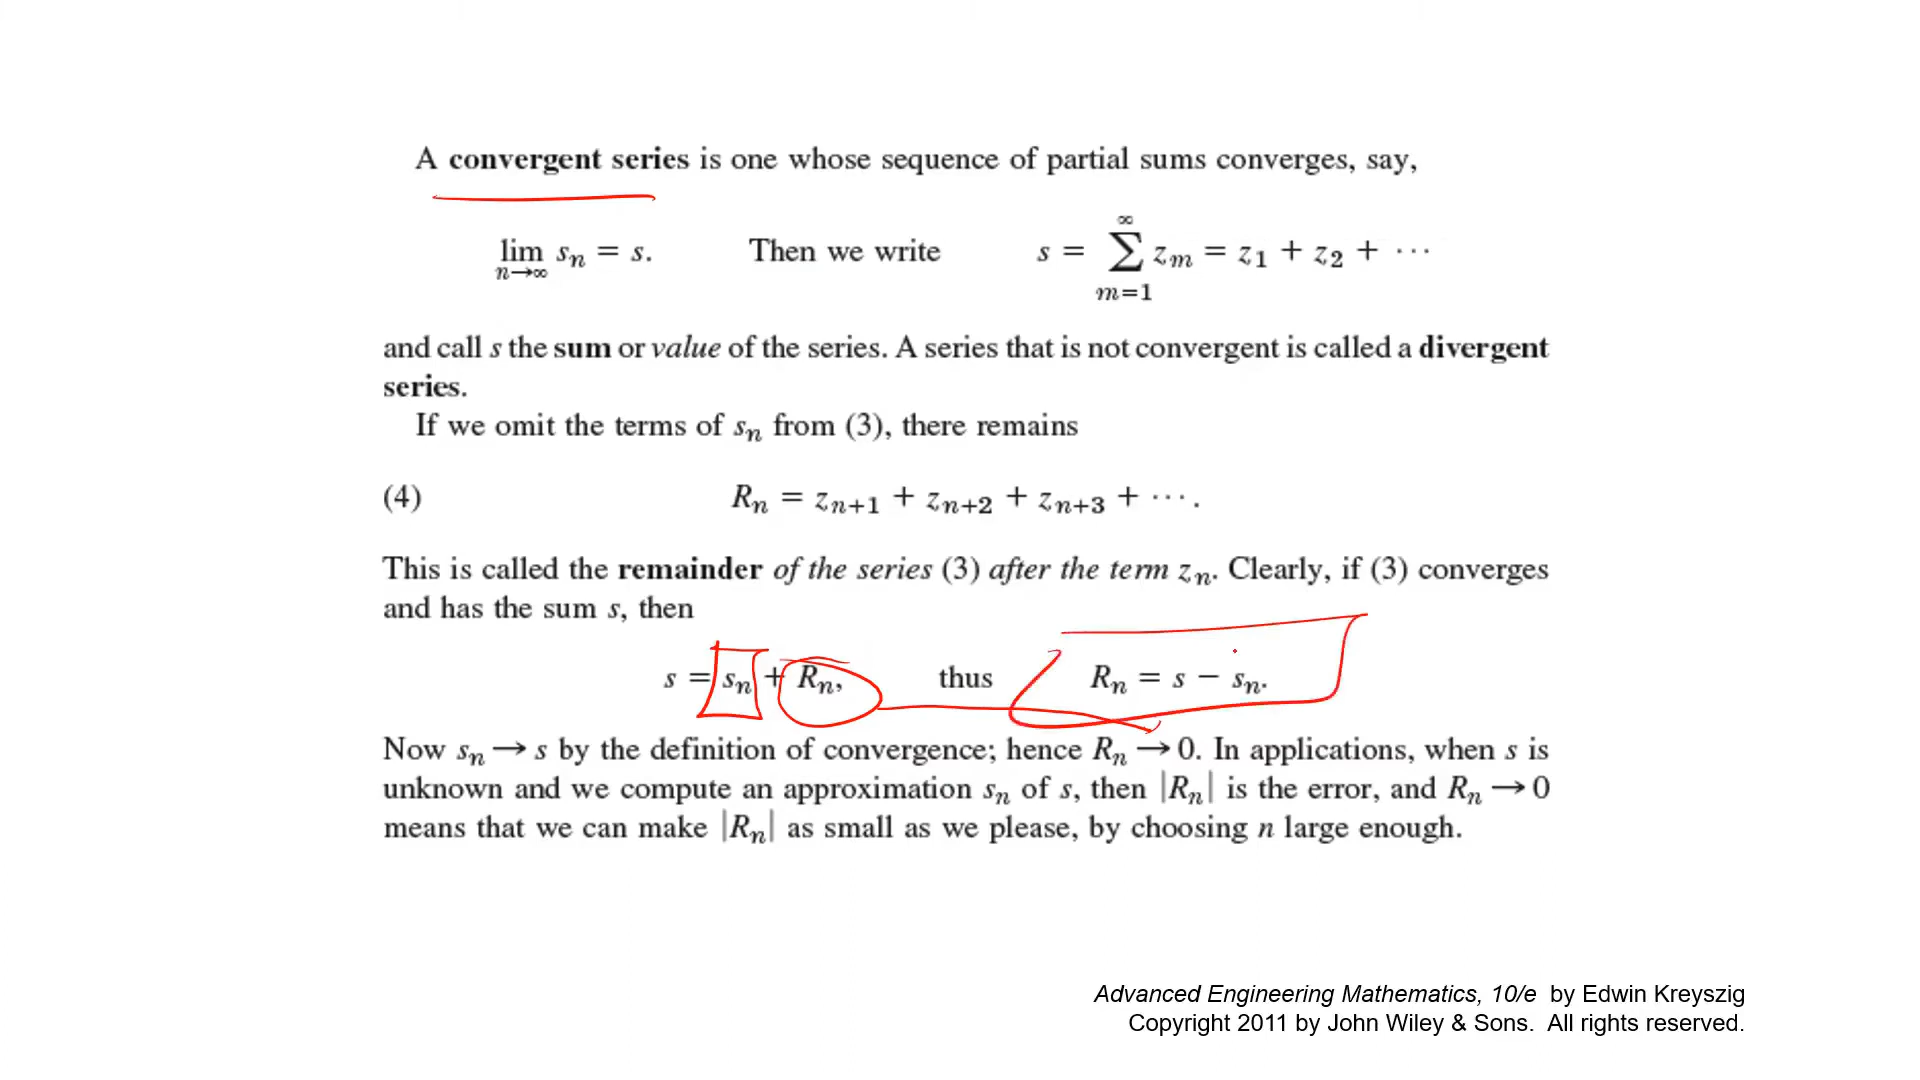 A convergent series is one whose sequence of partial sums converges, say,
lim n→∞ sn = s. Then we write s = ∞ ∑ m=1 zm = z1 + z2 + ···
and call s the sum or value of the series. A series that is not convergent is called a divergent
series.
If we omit the terms of sn from (3), there remains
(4) Rn = zn+1 + zn+2 + zn+3 + ···.
This is called the remainder of the series (3) after the term zn. Clearly, if (3) converges
and has the sum s, then
s = sn + Rn, thus Rn = s − sn.
Now sn → s by the definition of convergence; hence Rn → 0. In applications, when s is
unknown and we compute an approximation sn of s, then |Rn| is the error, and Rn → 0
means that we can make |Rn| as small as we please, by choosing n large enough.
Advanced Engineering Mathematics, 10/e by Edwin Kreyszig
Copyright 2011 by John Wiley & Sons. All rights reserved.